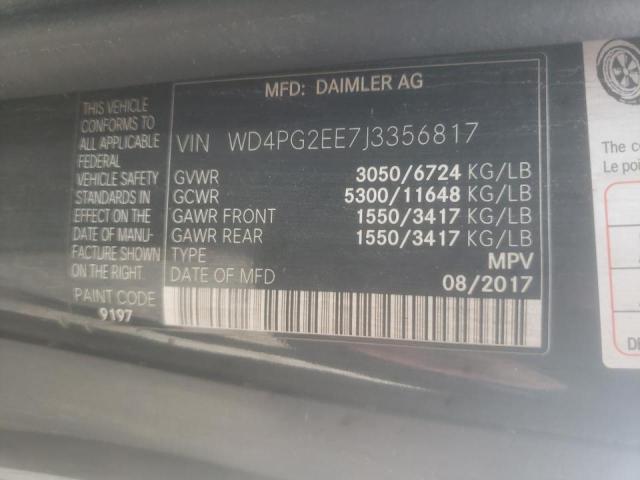 MFD: DAIMLER AG
THIS VEHICLE
CONFORMS TO
ALL APPLICABLE
FEDERAL
VEHICLE SAFETY
STANDARDS IN
EFFECT ON THE
DATE OF MANU-
FACTURE SHOWN
ON THE RIGHT.
PAINT CODE
9197
VIN WD4PG2EE7J3356817
GVWR 3050/6724 KG/LB
GCWR 5300/11648 KG/LB
GAWR FRONT 1550/3417 KG/LB
GAWR REAR 1550/3417 KG/LB
TYPE MPV
DATE OF MFD 08/2017
The
Le